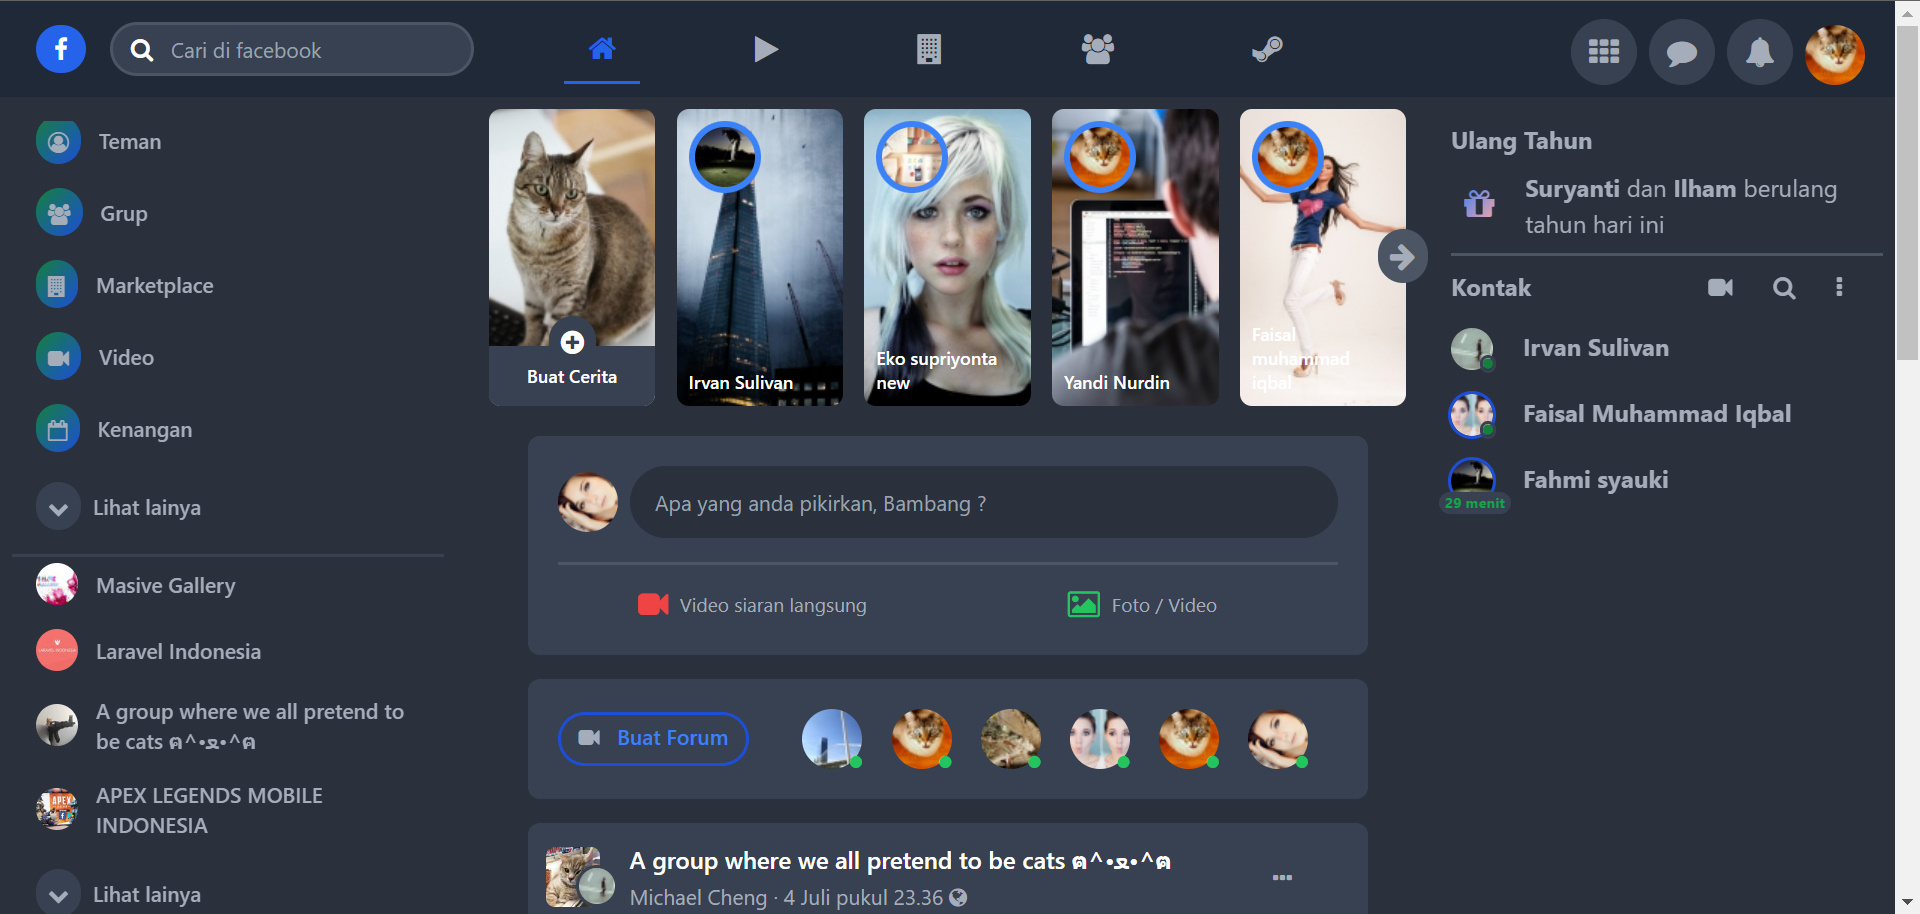 Cari di facebook
Teman
Grup
Marketplace
Video
Kenangan
Lihat lainya
Masive Gallery
Laravel Indonesia
A group where we all pretend to
be cats ฅ^•ﻌ•^ฅ
APEX LEGENDS MOBILE
INDONESIA
Lihat lainya
Buat Cerita
Irvan Sulivan
Eko supriyonta
new
Yandi Nurdin
Faisal
muhammad
iqbal
Apa yang anda pikirkan, Bambang ?
Video siaran langsung
Foto / Video
Buat Forum
A group where we all pretend to be cats ฅ^•ﻌ•^ฅ
Michael Cheng · 4 Juli pukul 23.36
Ulang Tahun
Suryanti dan Ilham berulang
tahun hari ini
Kontak
Irvan Sulivan
Faisal Muhammad Iqbal
Fahmi syauki
29 menit